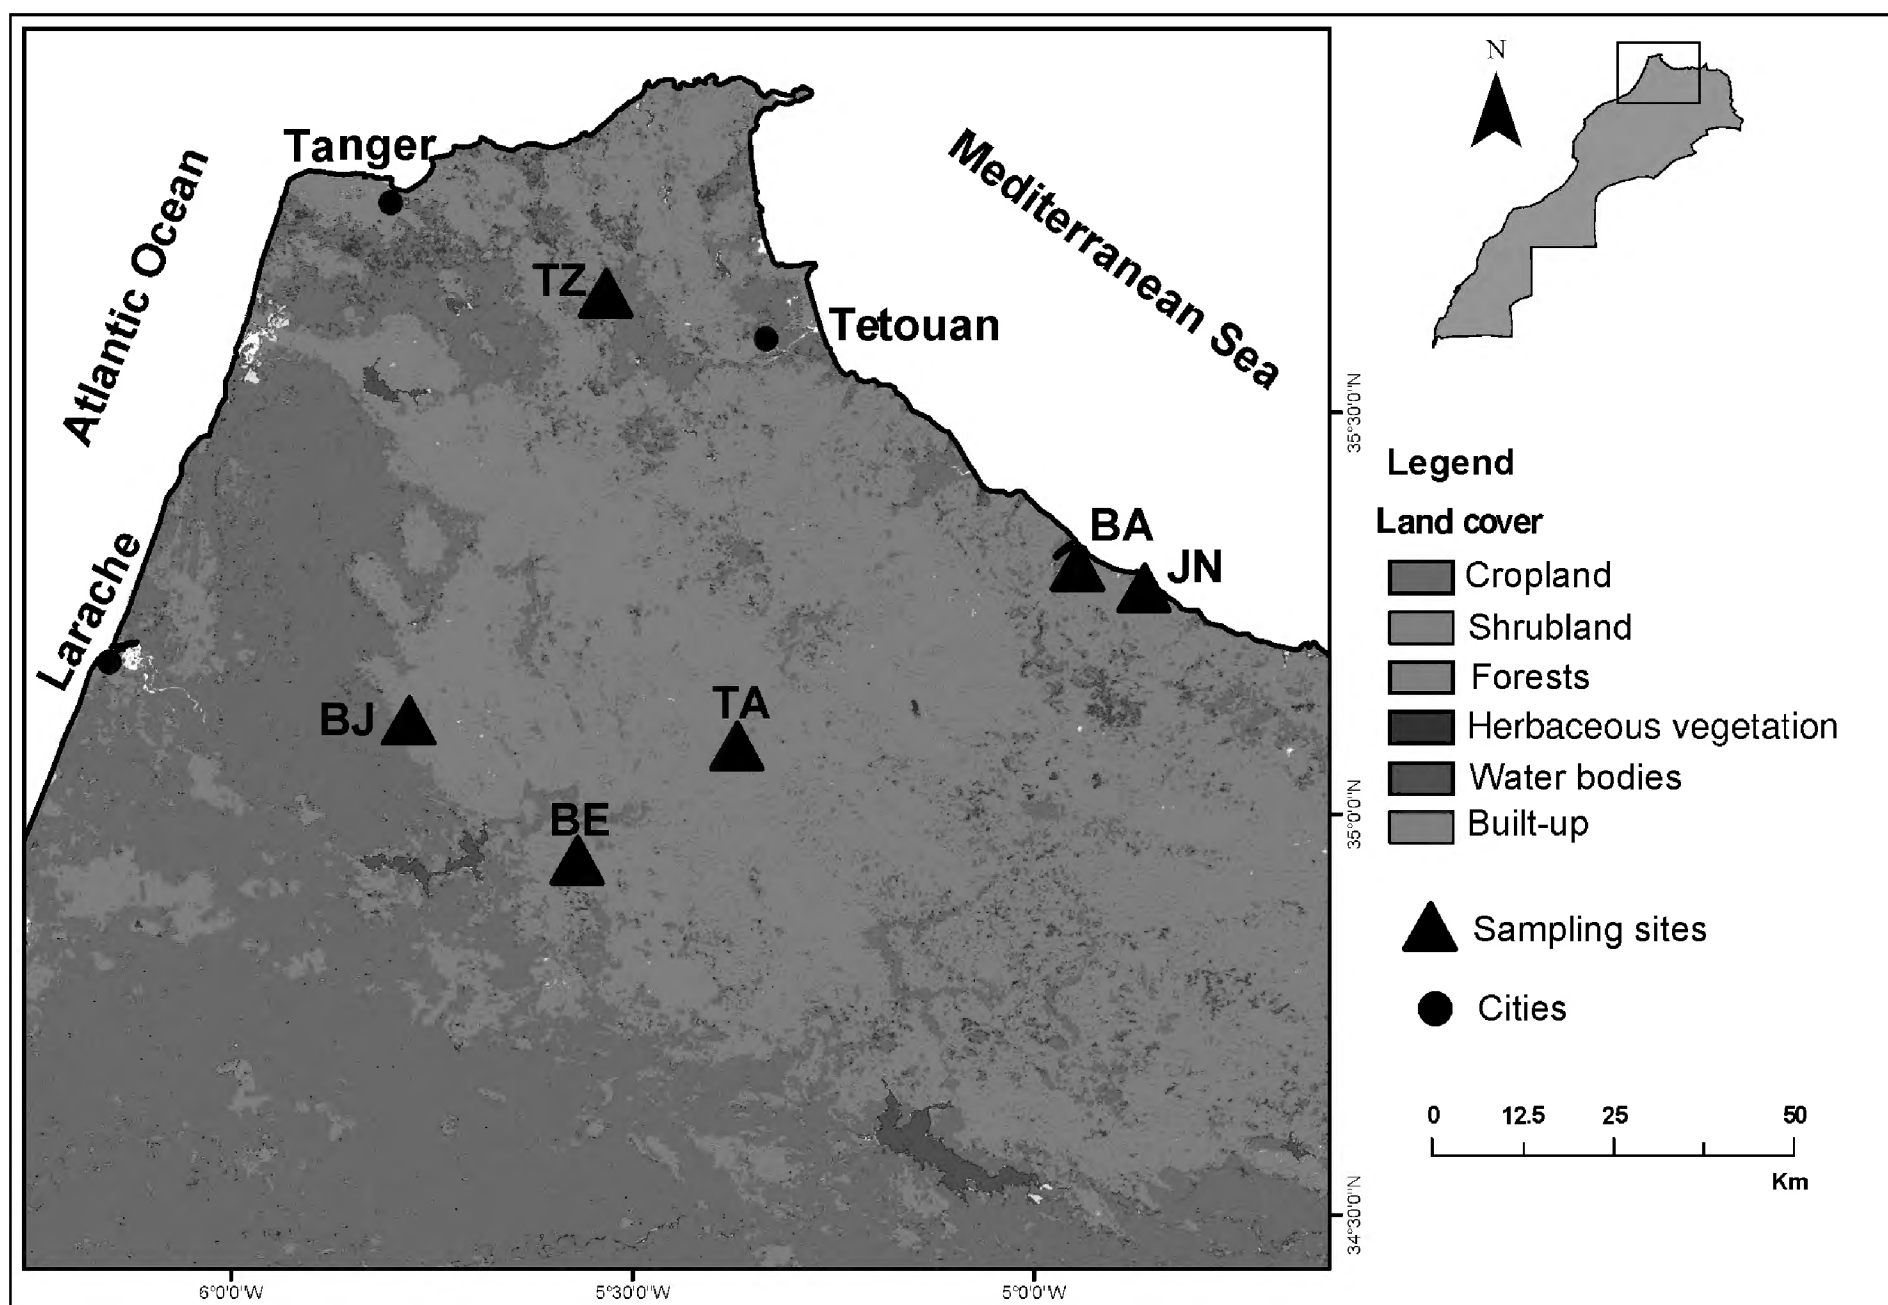 N
Tanger
Atlantic Ocean
Mediterranean Sea
TZ
Tetouan
35°30'0"N
Legend
Land cover
BA
JN
Cropland
Larache
Shrubland
Forests
TA
BJ
Herbaceous vegetation
Water bodies
BE
35°0'0"N
Built-up
Sampling sites
Cities
0 12.5 25 50
Km
34°30'0"N
6°0'0"W 5°30'0"W 5°0'0"W